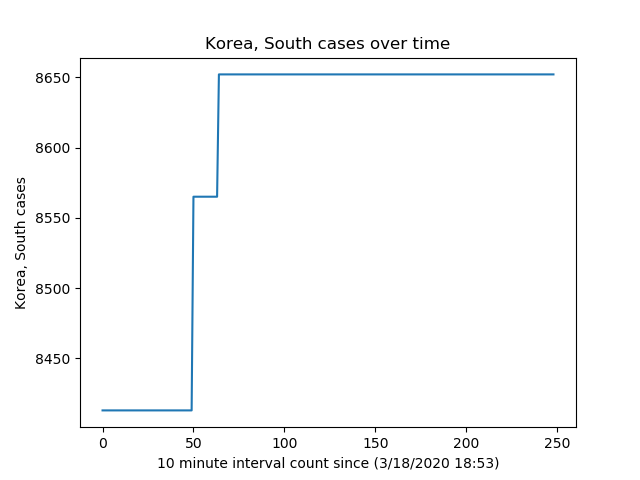 Korea, South cases over time
8650
8600
8550
8500
8450
Korea, South cases
0 50 100 150 200 250
10 minute interval count since (3/18/2020 18:53)